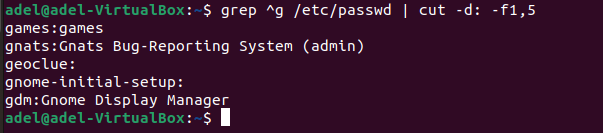 adel@adel-VirtualBox:~$ grep ^g /etc/passwd | cut -d: -f1,5
games:games
gnats:Gnats Bug-Reporting System (admin)
geoclue:
gnome-initial-setup:
gdm:Gnome Display Manager
adel@adel-VirtualBox:~$